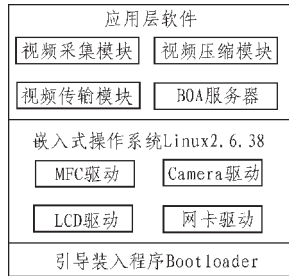 应用层软件
视频采集模块 视频压缩模块
视频传输模块 BOA服务器
嵌入式操作系统Linux2.6.38
MFC驱动 Camera驱动
LCD驱动 网卡驱动
引导装入程序Bootloader